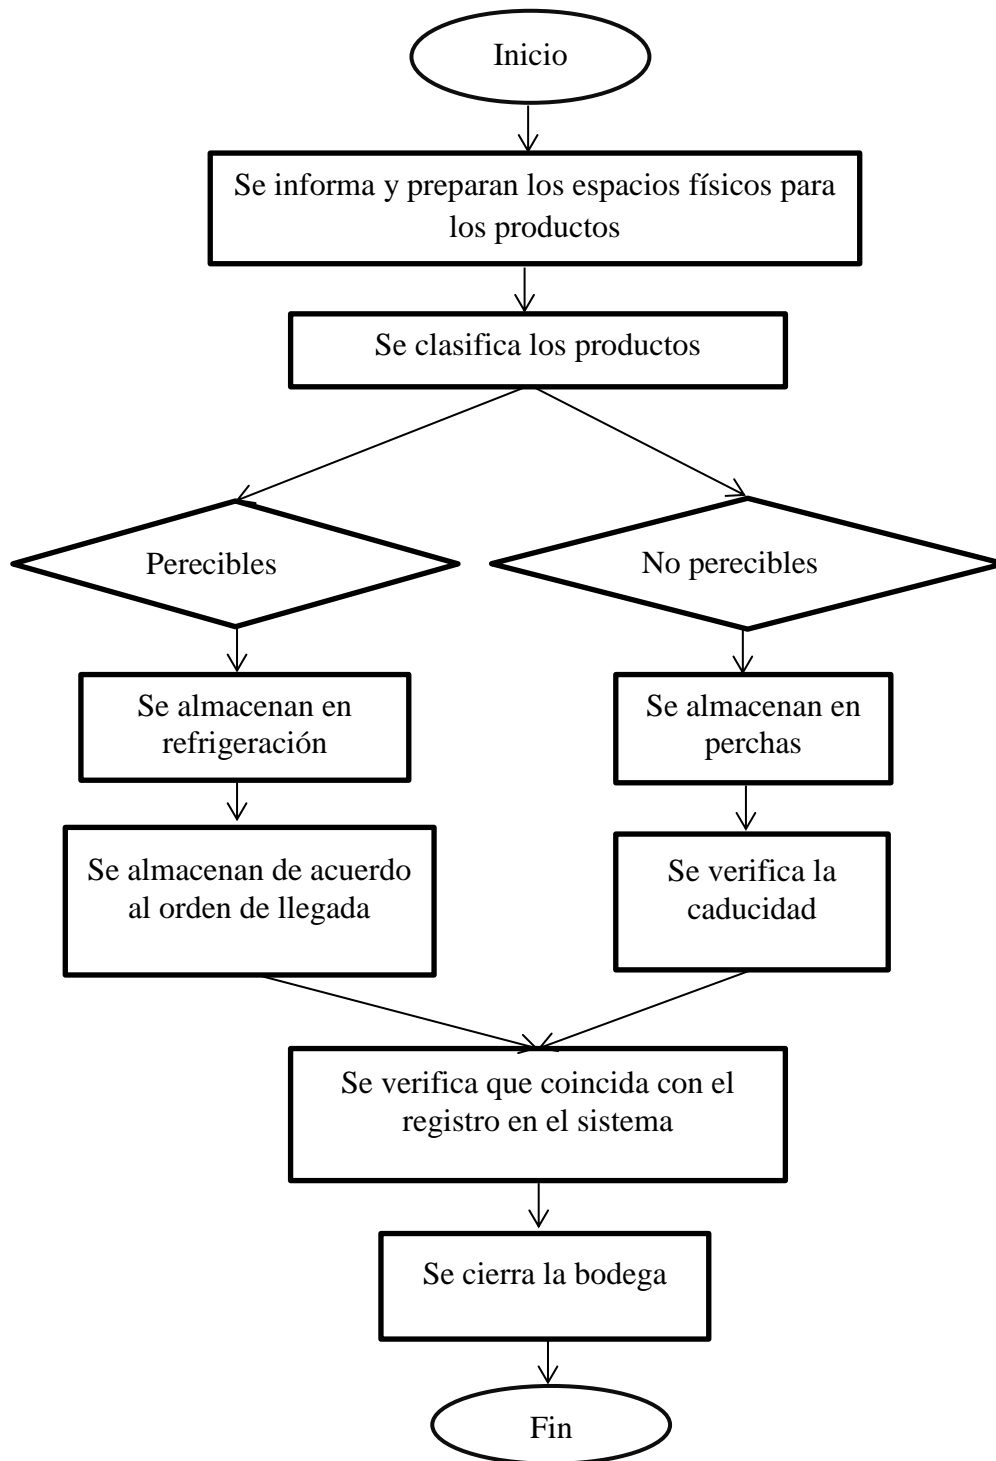 Inicio
Se informa y preparan los espacios físicos para
los productos
Se clasifica los productos
Perecibles
No perecibles
Se almacenan en
refrigeración
Se almacenan en
perchas
Se almacenan de acuerdo
al orden de llegada
Se verifica la
caducidad
Se verifica que coincida con el
registro en el sistema
Se cierra la bodega
Fin